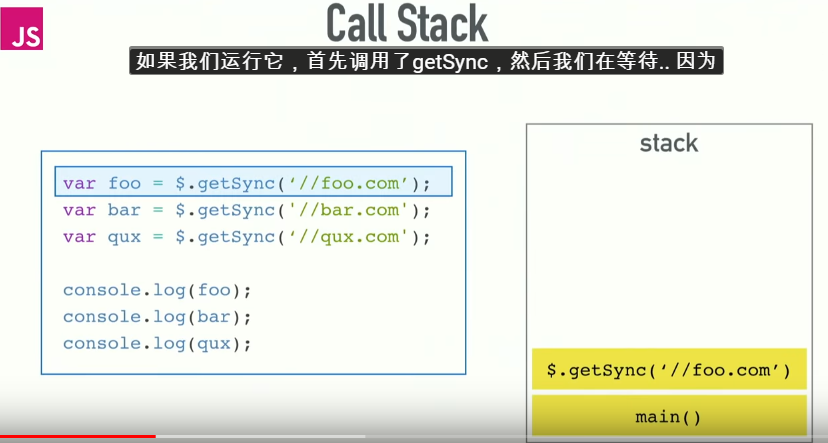 JS
Call Stack
如果我们运行它，首先调用了getSync，然后我们在等待.. 因为
var foo = $.getSync(‘//foo.com’);
var bar = $.getSync('//bar.com');
var qux = $.getSync(‘//qux.com');
console.log(foo);
console.log(bar);
console.log(qux);
stack
$.getSync(‘//foo.com’)
main()